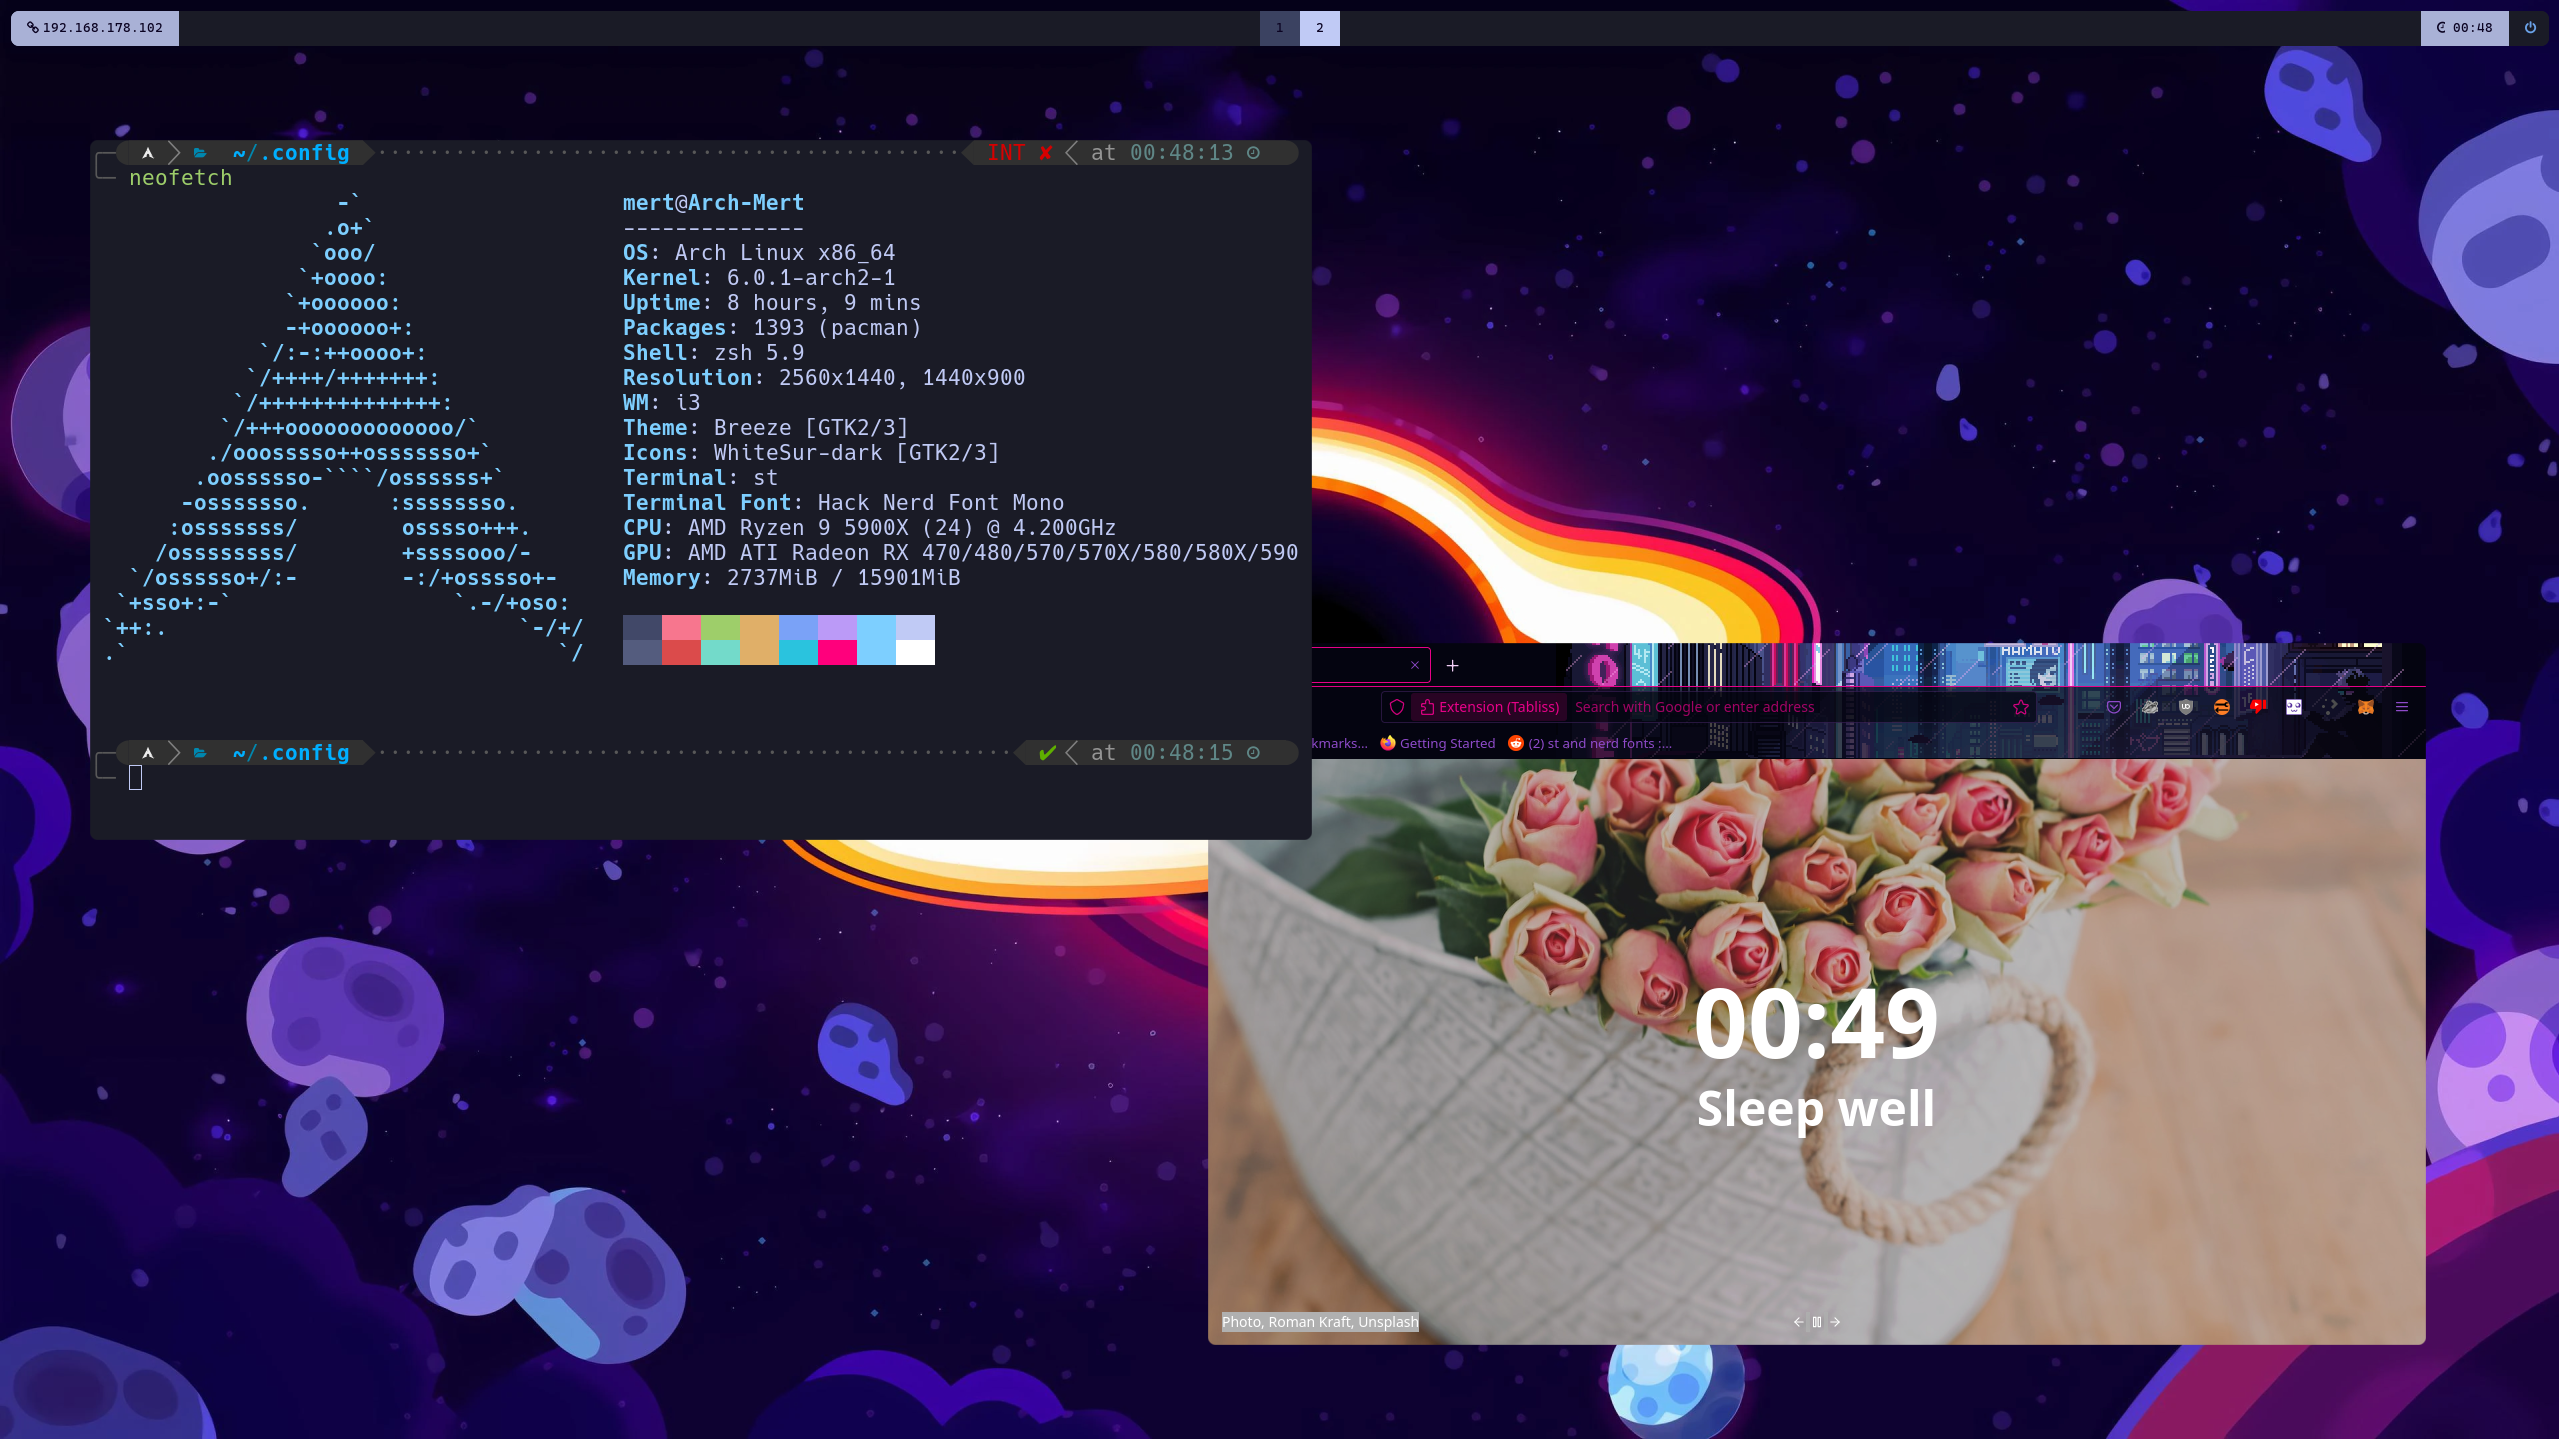 192.168.178.102
1 2
00:48
~/.config
INT ✘ at 00:48:13
neofetch
-`
.o+`
`ooo/
`+oooo:
`+oooooo:
-+oooooo+:
`/:-:++oooo+:
`/++++/+++++++:
`/++++++++++++++:
`/+++ooooooooooooo/`
./ooosssso++osssssso+`
.oossssso-````/ossssss+`
-osssssso. :ssssssso.
:osssssss/ osssso+++.
/ossssssss/ +ssssooo/-
`/ossssso+/:- -:/+osssso+-
`+sso+:-` `.-/+oso:
`++:. `-/+/
.` `/
mert@Arch-Mert
--------------
OS: Arch Linux x86_64
Kernel: 6.0.1-arch2-1
Uptime: 8 hours, 9 mins
Packages: 1393 (pacman)
Shell: zsh 5.9
Resolution: 2560x1440, 1440x900
WM: i3
Theme: Breeze [GTK2/3]
Icons: WhiteSur-dark [GTK2/3]
Terminal: st
Terminal Font: Hack Nerd Font Mono
CPU: AMD Ryzen 9 5900X (24) @ 4.200GHz
GPU: AMD ATI Radeon RX 470/480/570/570X/580/580X/590
Memory: 2737MiB / 15901MiB
~/.config
✔ at 00:48:15
HAMATO
Extension (Tabliss) Search with Google or enter address
kmarks... Getting Started (2) st and nerd fonts :...
00:49
Sleep well
Photo, Roman Kraft, Unsplash